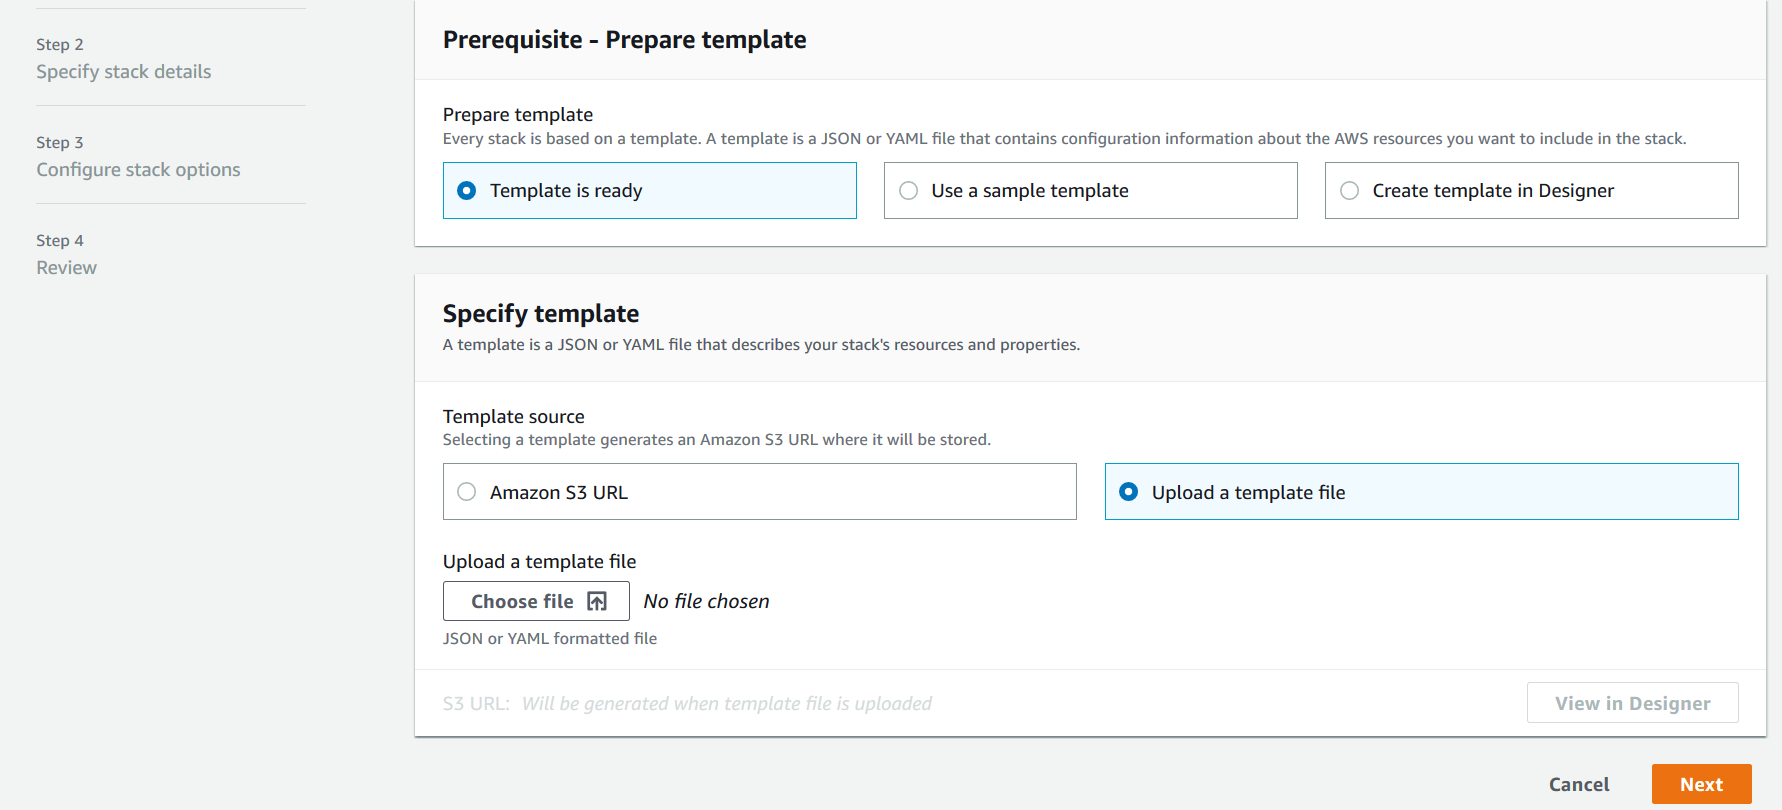 Step 2
Specify stack details
Step 3
Configure stack options
Step 4
Review
Prerequisite - Prepare template
Prepare template
Every stack is based on a template. A template is a JSON or YAML file that contains configuration information about the AWS resources you want to include in the stack.
Template is ready
Use a sample template
Create template in Designer
Specify template
A template is a JSON or YAML file that describes your stack's resources and properties.
Template source
Selecting a template generates an Amazon S3 URL where it will be stored.
Amazon S3 URL
Upload a template file
Upload a template file
Choose file No file chosen
JSON or YAML formatted file
S3 URL: Will be generated when template file is uploaded
View in Designer
Cancel
Next